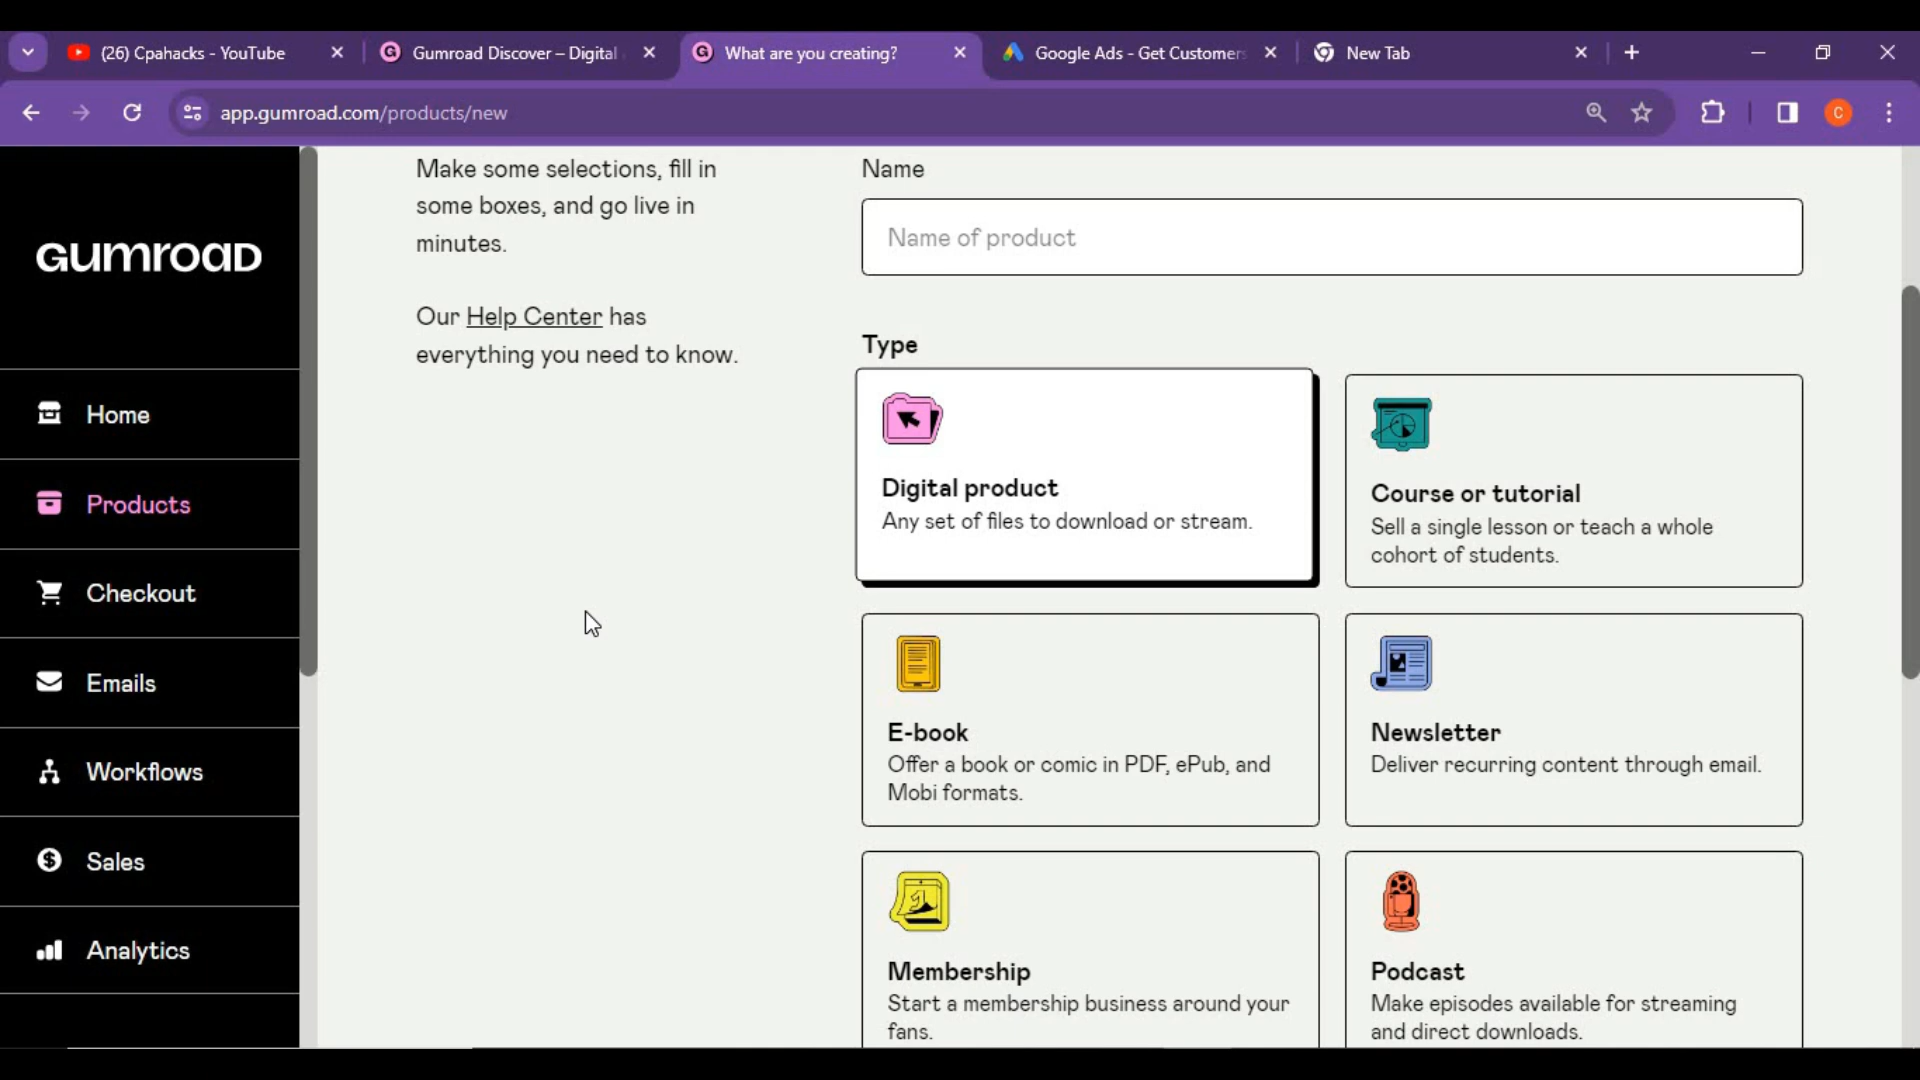 (26) Cpahacks - YouTube
Gumroad Discover – Digital
What are you creating?
Google Ads - Get Customers
New Tab
app.gumroad.com/products/new
C
GUMROAD
Home
Products
Checkout
Emails
Workflows
Sales
Analytics
Make some selections, fill in
some boxes, and go live in
minutes.
Our Help Center has
everything you need to know.
Name
Name of product
Type
Digital product
Any set of files to download or stream.
Course or tutorial
Sell a single lesson or teach a whole
cohort of students.
E-book
Offer a book or comic in PDF, ePub, and
Mobi formats.
Newsletter
Deliver recurring content through email.
Membership
Start a membership business around your
fans.
Podcast
Make episodes available for streaming
and direct downloads.